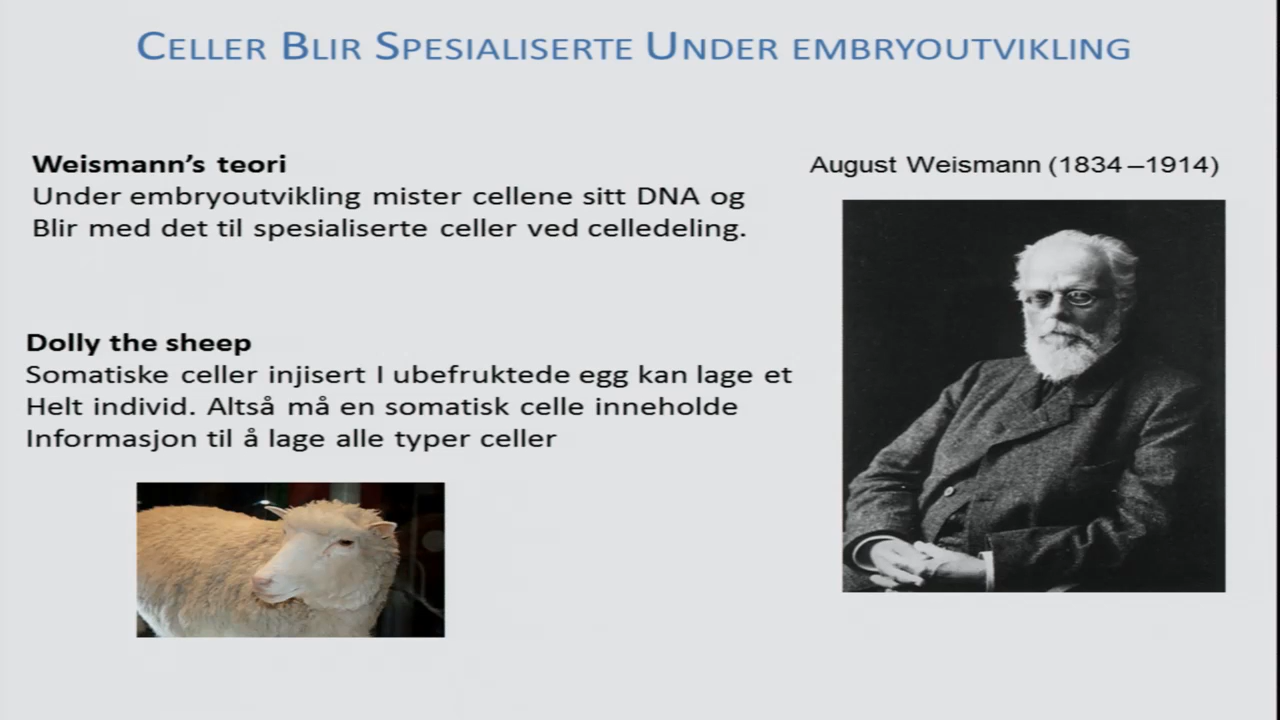 CELLER BLIR SPESIALISERTE UNDER EMBRYOUTVIKLING
Weismann's teori
Under embryoutvikling mister cellene sitt DNA og
Blir med det til spesialiserte celler ved celledeling.
August Weismann (1834–1914)
Dolly the sheep
Somatiske celler injisert I ubefruktede egg kan lage et
Helt individ. Altså må en somatisk celle inneholde
Informasjon til å lage alle typer celler